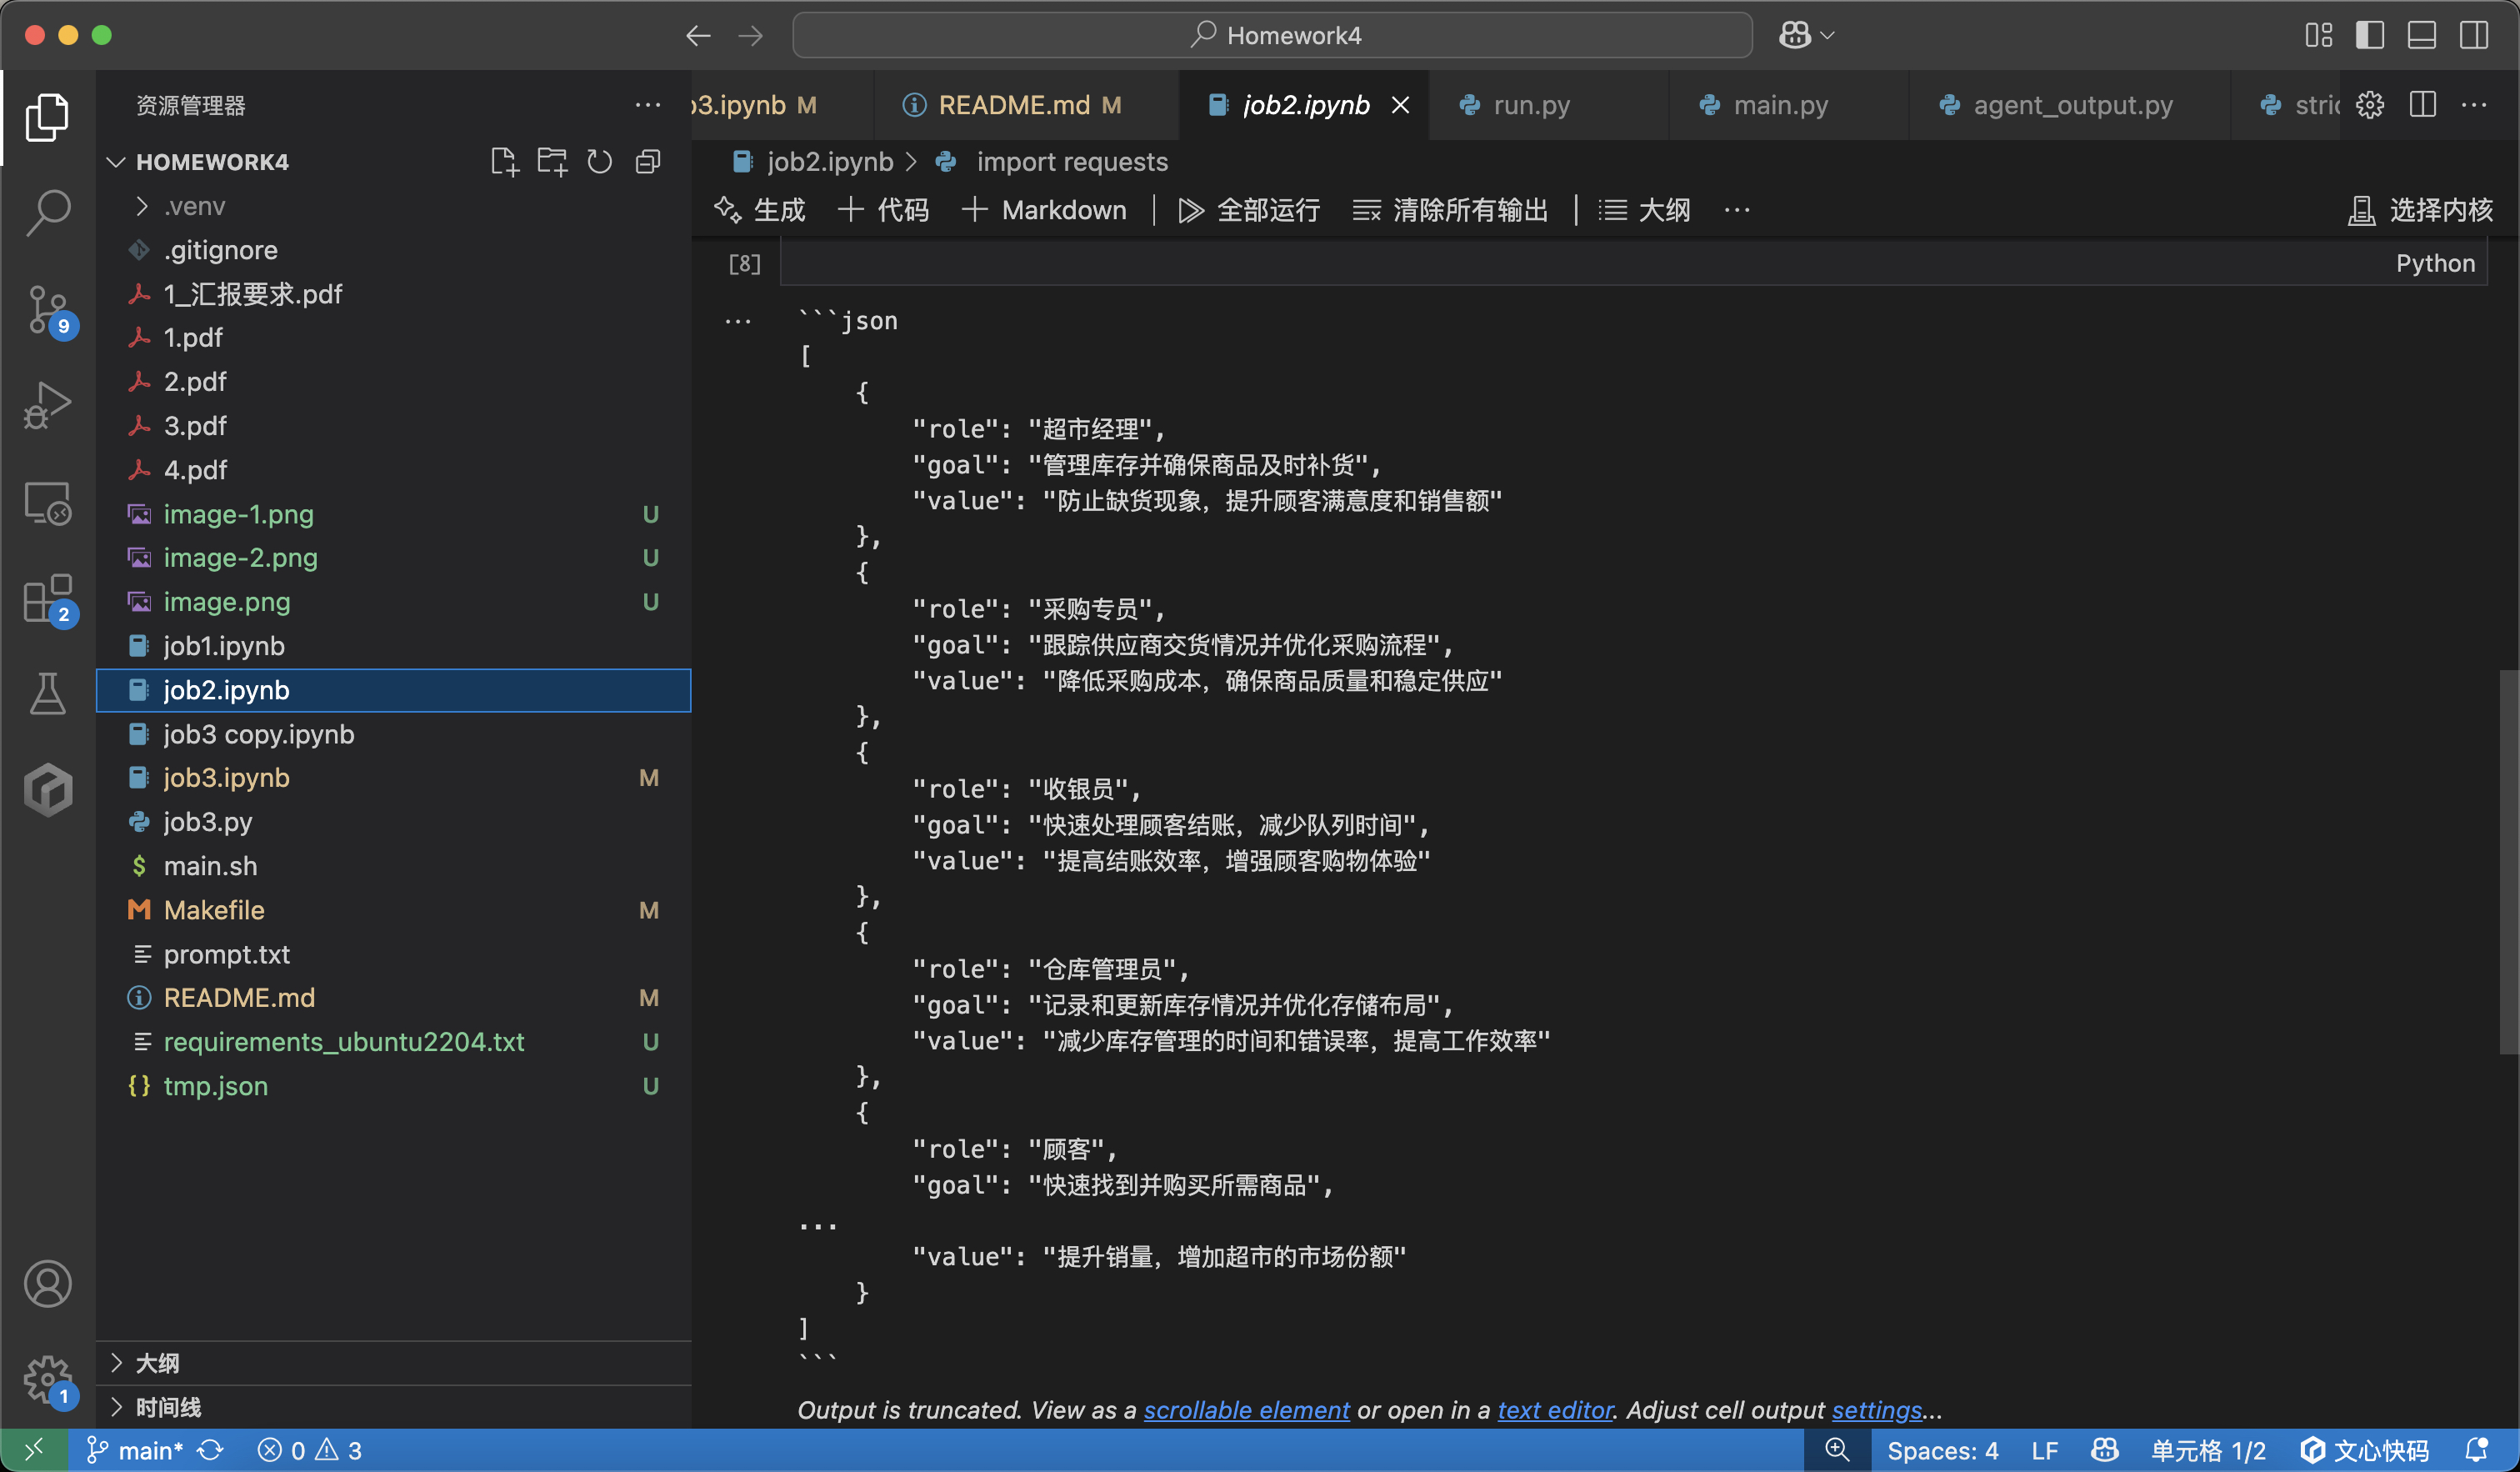 Homework4
资源管理器
HOMEWORK4
.venv
.gitignore
1_汇报要求.pdf
1.pdf
2.pdf
3.pdf
4.pdf
image-1.png U
image-2.png U
image.png U
job1.ipynb
job2.ipynb
job3 copy.ipynb
job3.ipynb M
job3.py
main.sh
Makefile M
prompt.txt
README.md M
requirements_ubuntu2204.txt U
tmp.json U
大纲
时间线
9
2
1
3.ipynb M README.md M job2.ipynb run.py main.py agent_output.py stric
job2.ipynb > import requests
生成 + 代码 + Markdown 全部运行 清除所有输出 大纲 ... 选择内核
[8] Python
... ```json
[
{
"role": "超市经理",
"goal": "管理库存并确保商品及时补货",
"value": "防止缺货现象，提升顾客满意度和销售额"
},
{
"role": "采购专员",
"goal": "跟踪供应商交货情况并优化采购流程",
"value": "降低采购成本，确保商品质量和稳定供应"
},
{
"role": "收银员",
"goal": "快速处理顾客结账，减少队列时间",
"value": "提高结账效率，增强顾客购物体验"
},
{
"role": "仓库管理员",
"goal": "记录和更新库存情况并优化存储布局",
"value": "减少库存管理的时间和错误率，提高工作效率"
},
{
"role": "顾客",
"goal": "快速找到并购买所需商品",
...
"value": "提升销量，增加超市的市场份额"
}
]
```
Output is truncated. View as a scrollable element or open in a text editor. Adjust cell output settings...
main* 0 3 Spaces: 4 LF 单元格 1/2 文心快码